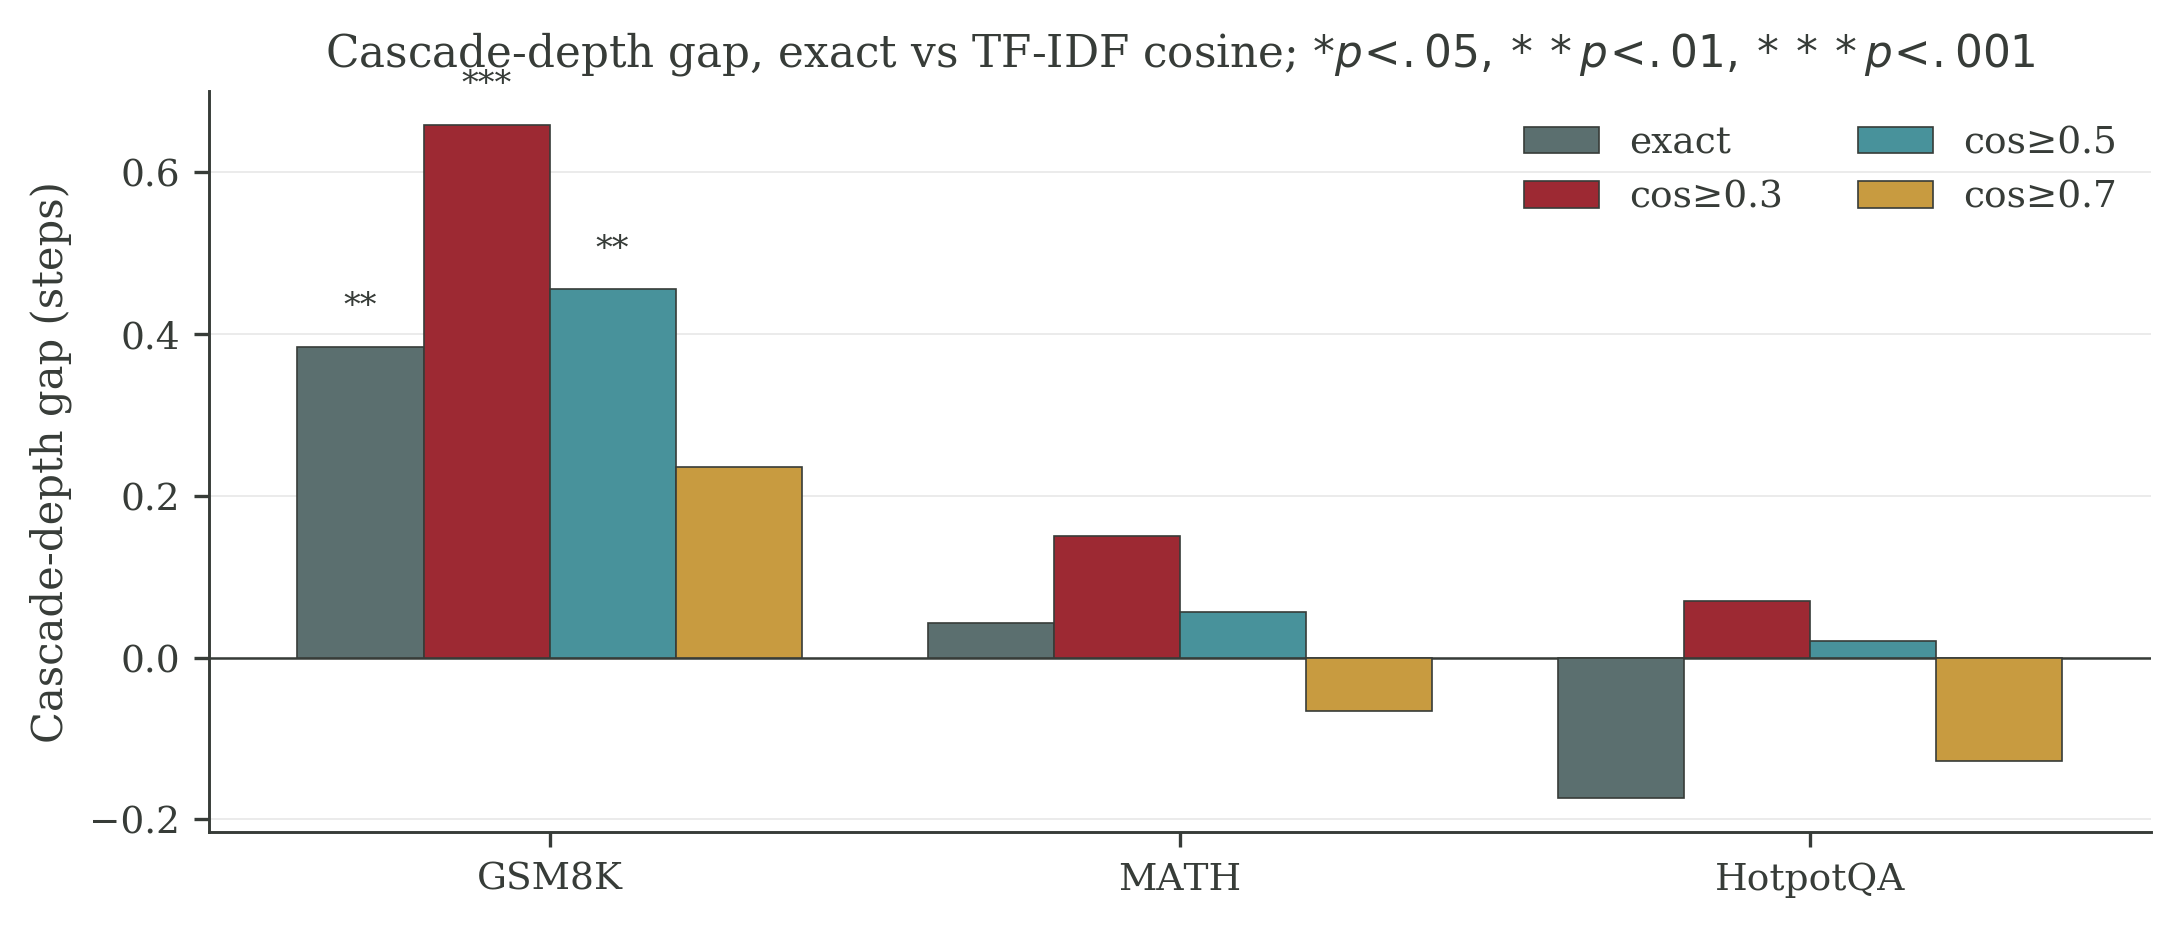 Cascade-depth gap, exact vs TF-IDF cosine; *p<.05, **p<.01, ***p<.001
***
exact
cos≥0.5
cos≥0.3
cos≥0.7
**
**
Cascade-depth gap (steps)
0.6
0.4
0.2
0.0
−0.2
GSM8K
MATH
HotpotQA